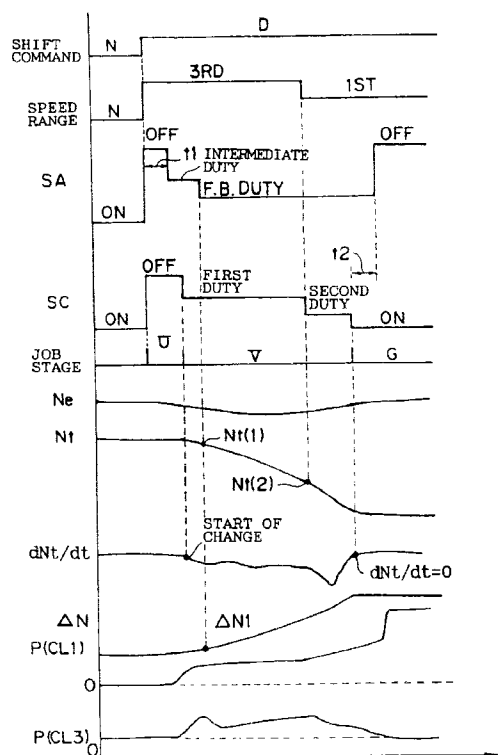 SHIFT COMMAND
N
D
SPEED RANGE
N
3RD
1ST
OFF
t1
INTERMEDIATE DUTY
OFF
SA
F.B. DUTY
ON
t2
OFF
FIRST DUTY
SECOND DUTY
SC
ON
ON
JOB STAGE
U
V
G
Ne
Nt
Nt(1)
Nt(2)
START OF CHANGE
dNt/dt
dNt/dt=0
ΔN
ΔN1
P(CL1)
0
P(CL3)
0